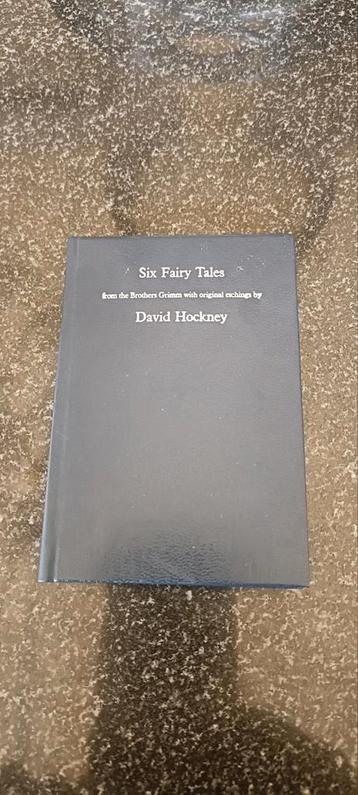 Six Fairy Tales
from the Brothers Grimm with original etchings by
David Hockney